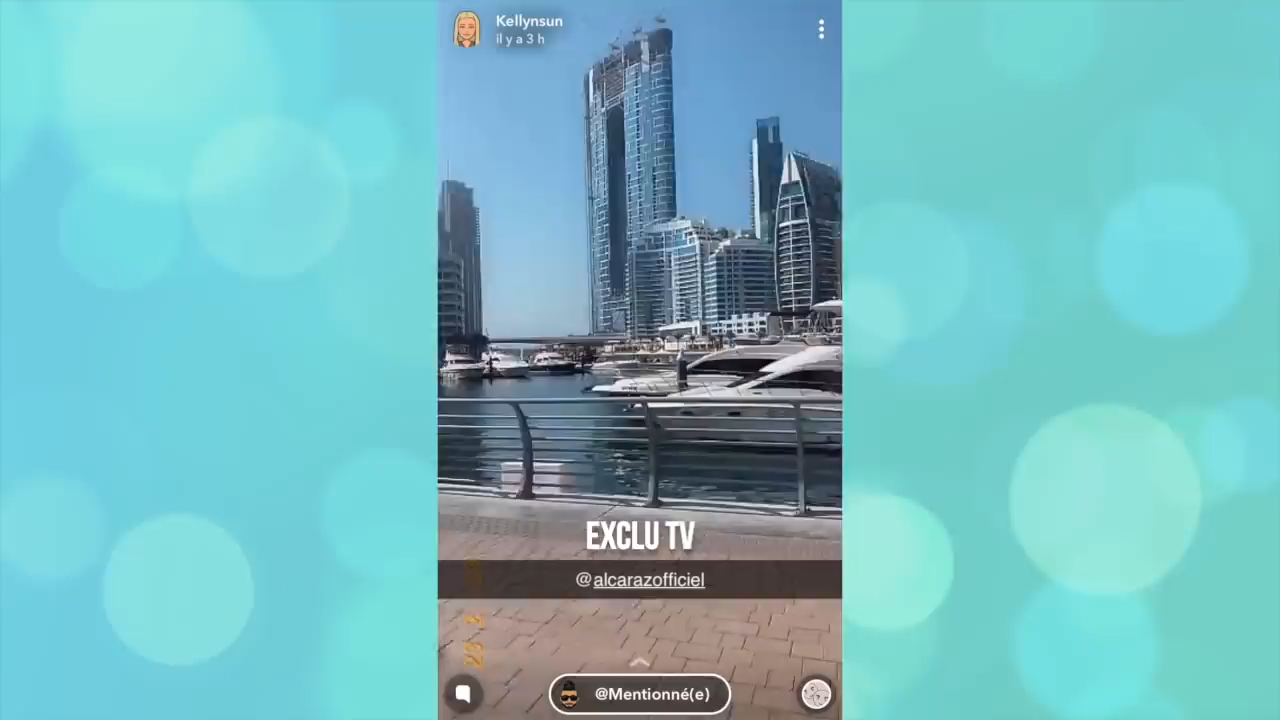 Kellynsun
il y a 3 h
EXCLU TV
@alcarazofficiel
@Mentionné(e)